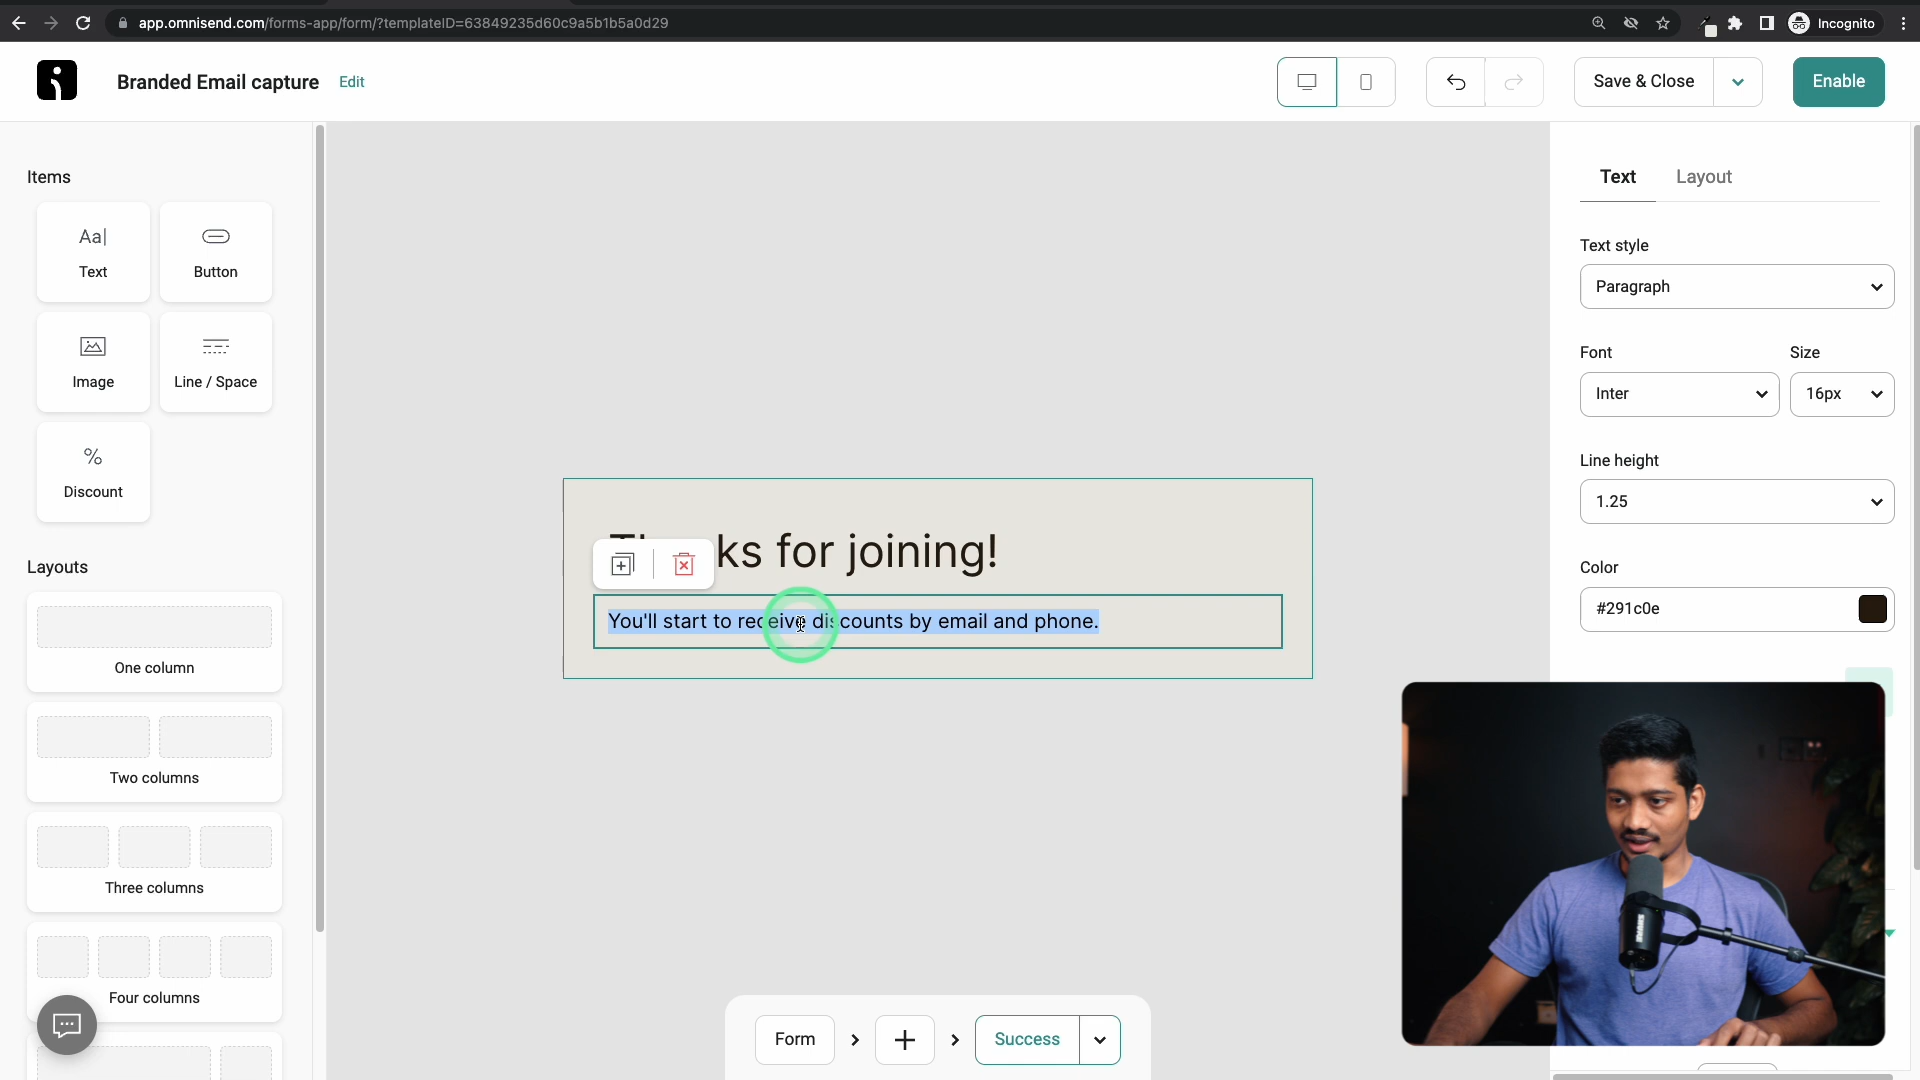 app.omnisend.com/forms-app/form/?templateID=63849235d60c9a5b1b5a0d29
Incognito
Branded Email capture Edit
Save & Close
Enable
Items
Aa|
Text
Button
Image
Line / Space
%
Discount
Layouts
One column
Two columns
Three columns
Four columns
ks for joining!
You'll start to receive discounts by email and phone.
Form
Success
Text Layout
Text style
Paragraph
Font Size
Inter 16px
Line height
1.25
Color
#291c0e
SHURE